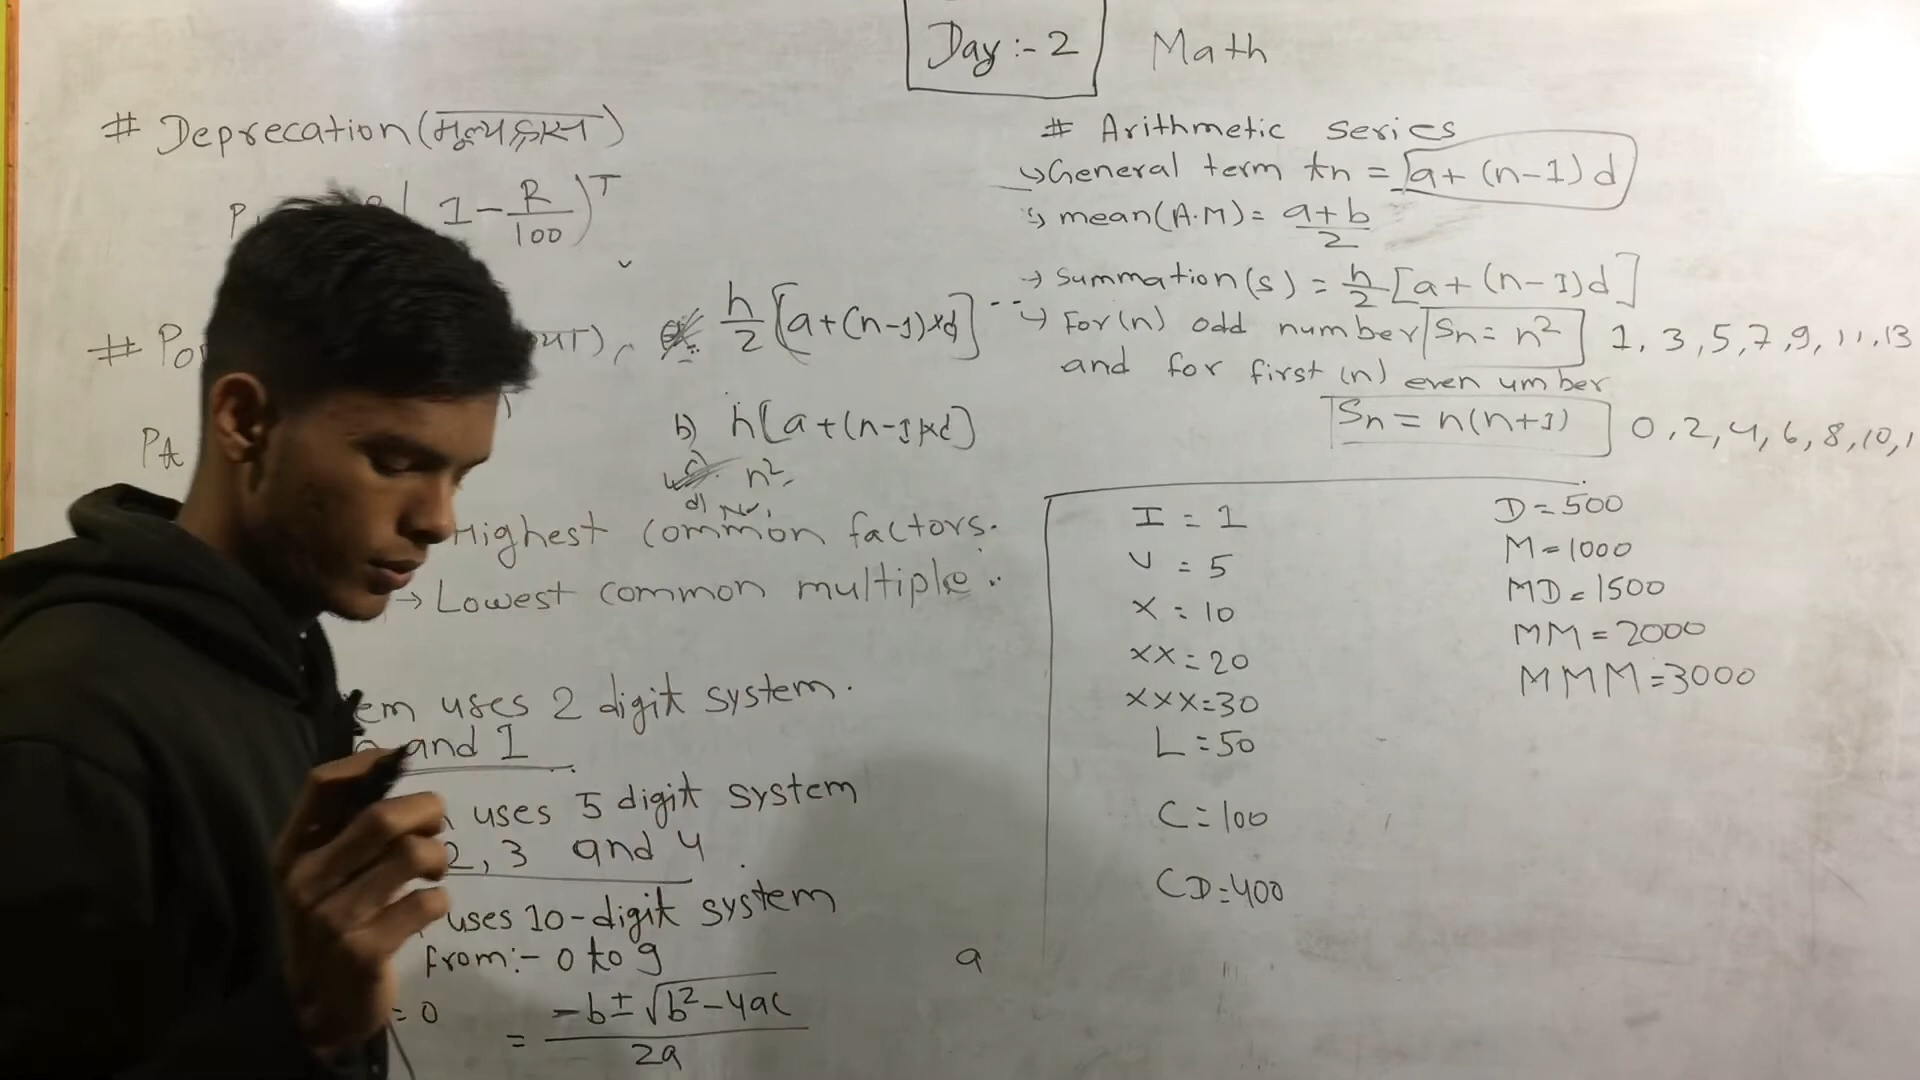 Day :- 2 Math
# Deprecation (मूल्यह्रास)
1 - R/100 )^T
n/2 [a+(n-1)×d]
b) n[a+(n-1)×d]
c) n²
d) No.
Highest common factors.
→ Lowest common multiple
uses 2 digit system.
and 1
uses 5 digit system
2, 3 and 4
uses 10-digit system
from:- 0 to 9
= 0 = -b ± √b²-4ac / 2a
PA
# Arithmetic series
↳ General term tn = a+(n-1)d
↳ mean (A.M) = a+b/2
→ Summation (s) = n/2 [a+(n-1)d]
↳ For (n) odd number Sn = n² 1, 3, 5, 7, 9, 11, 13
and for first (n) even umber
Sn = n(n+1) 0, 2, 4, 6, 8, 10,
I = 1
V = 5
X = 10
XX = 20
XXX = 30
L = 50
C = 100
CD = 400
D = 500
M = 1000
MD = 1500
MM = 2000
MMM = 3000
a